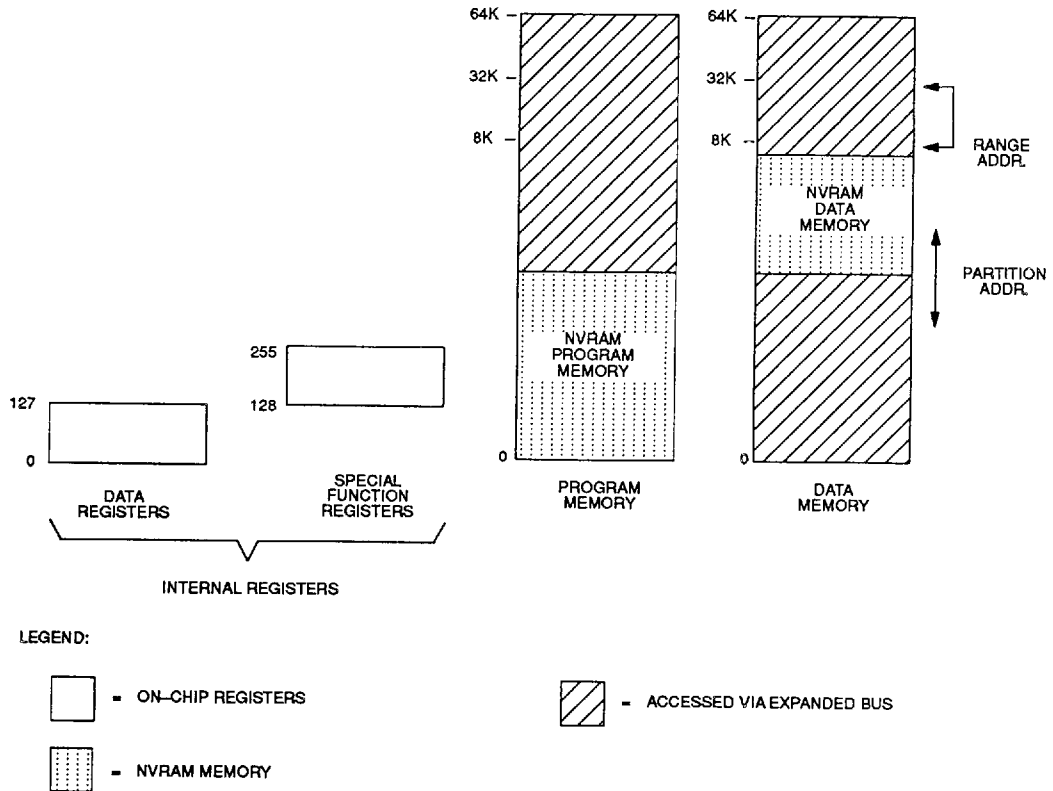 64K
32K
8K
0
NVRAM
PROGRAM
MEMORY
PROGRAM
MEMORY
64K
32K
8K
0
NVRAM
DATA
MEMORY
DATA
MEMORY
RANGE
ADDR.
PARTITION
ADDR.
127
0
DATA
REGISTERS
255
128
SPECIAL
FUNCTION
REGISTERS
INTERNAL REGISTERS
LEGEND:
- ON–CHIP REGISTERS
- ACCESSED VIA EXPANDED BUS
- NVRAM MEMORY